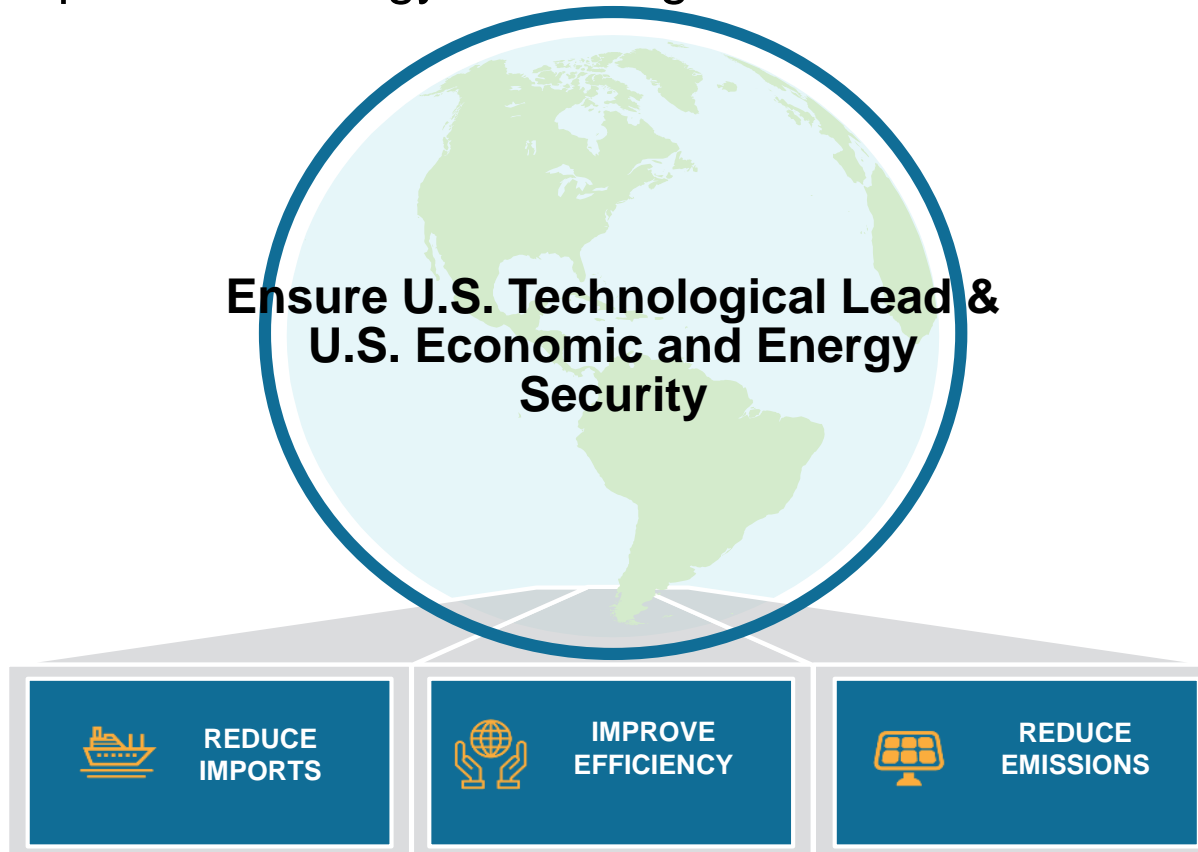 Ensure U.S. Technological Lead &
U.S. Economic and Energy
Security
REDUCE
IMPORTS
IMPROVE
EFFICIENCY
REDUCE
EMISSIONS